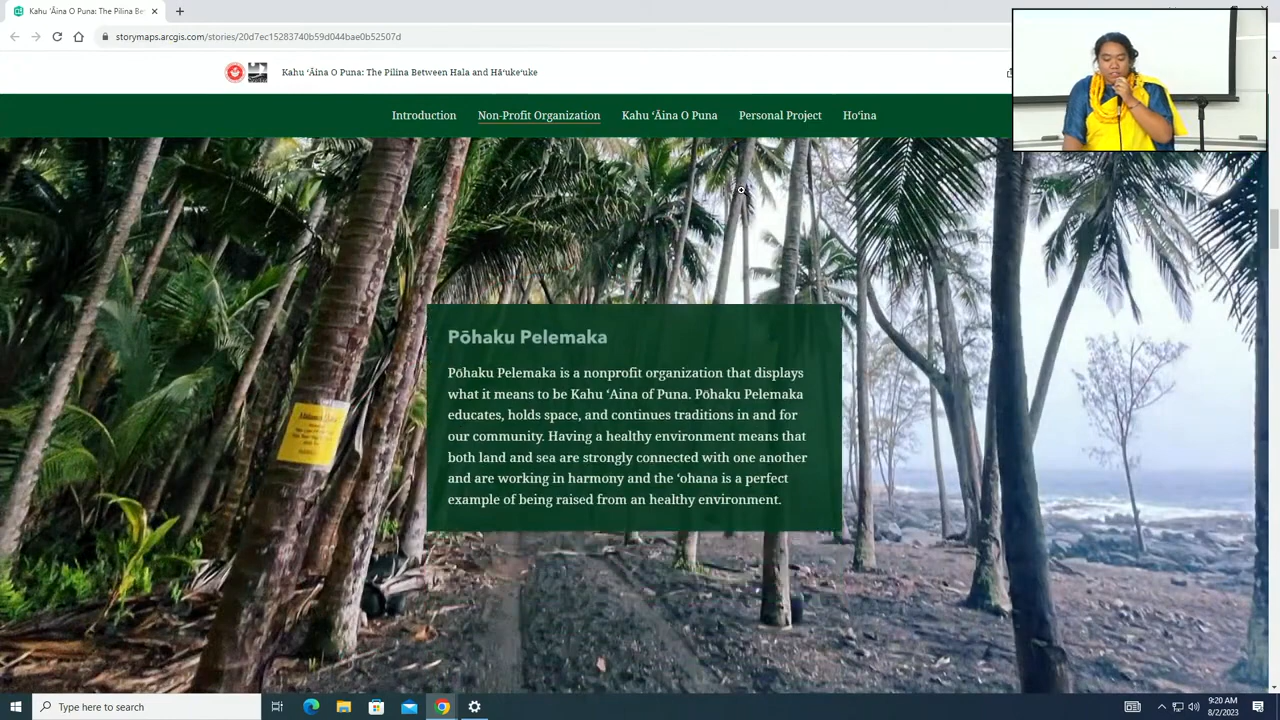 Kahu ʻĀina O Puna: The Pilina Be
storymaps.arcgis.com/stories/20d7ec15283740b59d044bae0b52507d
Kahu ʻĀina O Puna: The Pilina Between Hala and Hāʻukeʻuke
Introduction
Non-Profit Organization
Kahu ʻĀina O Puna
Personal Project
Hoʻina
Pōhaku Pelemaka
Pōhaku Pelemaka is a nonprofit organization that displays
what it means to be Kahu ʻAina of Puna. Pōhaku Pelemaka
educates, holds space, and continues traditions in and for
our community. Having a healthy environment means that
both land and sea are strongly connected with one another
and are working in harmony and the ʻohana is a perfect
example of being raised from an healthy environment.
Type here to search
9:20 AM
8/2/2023